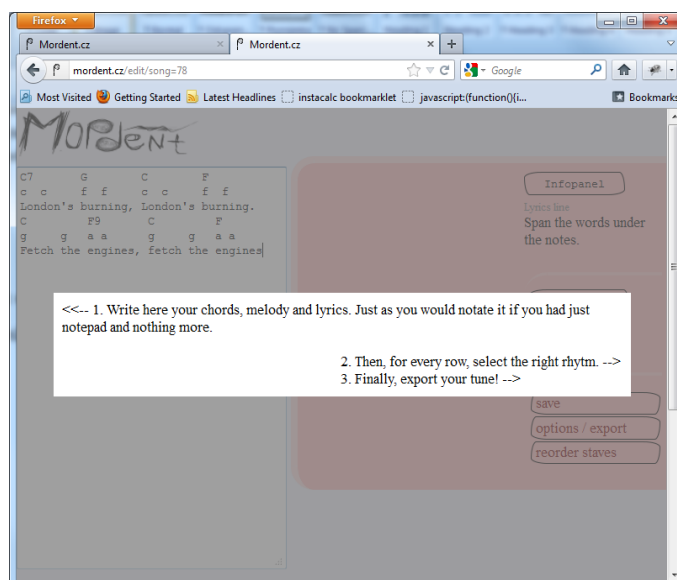 Firefox
Mordent.cz
Mordent.cz
mordent.cz/edit/song=78
Google
Most Visited
Getting Started
Latest Headlines
instacalc bookmarklet
javascript:(function(){i...
Bookmarks
Mordent
C7 G C F
c c f f c c f f
London's burning, London's burning.
C F9 C F
g g a a g g a a
Fetch the engines, fetch the engines
Infopanel
Lyrics line
Span the words under
the notes.
<<-- 1. Write here your chords, melody and lyrics. Just as you would notate it if you had just
notepad and nothing more.
2. Then, for every row, select the right rhytm. -->
3. Finally, export your tune! -->
save
options / export
reorder staves